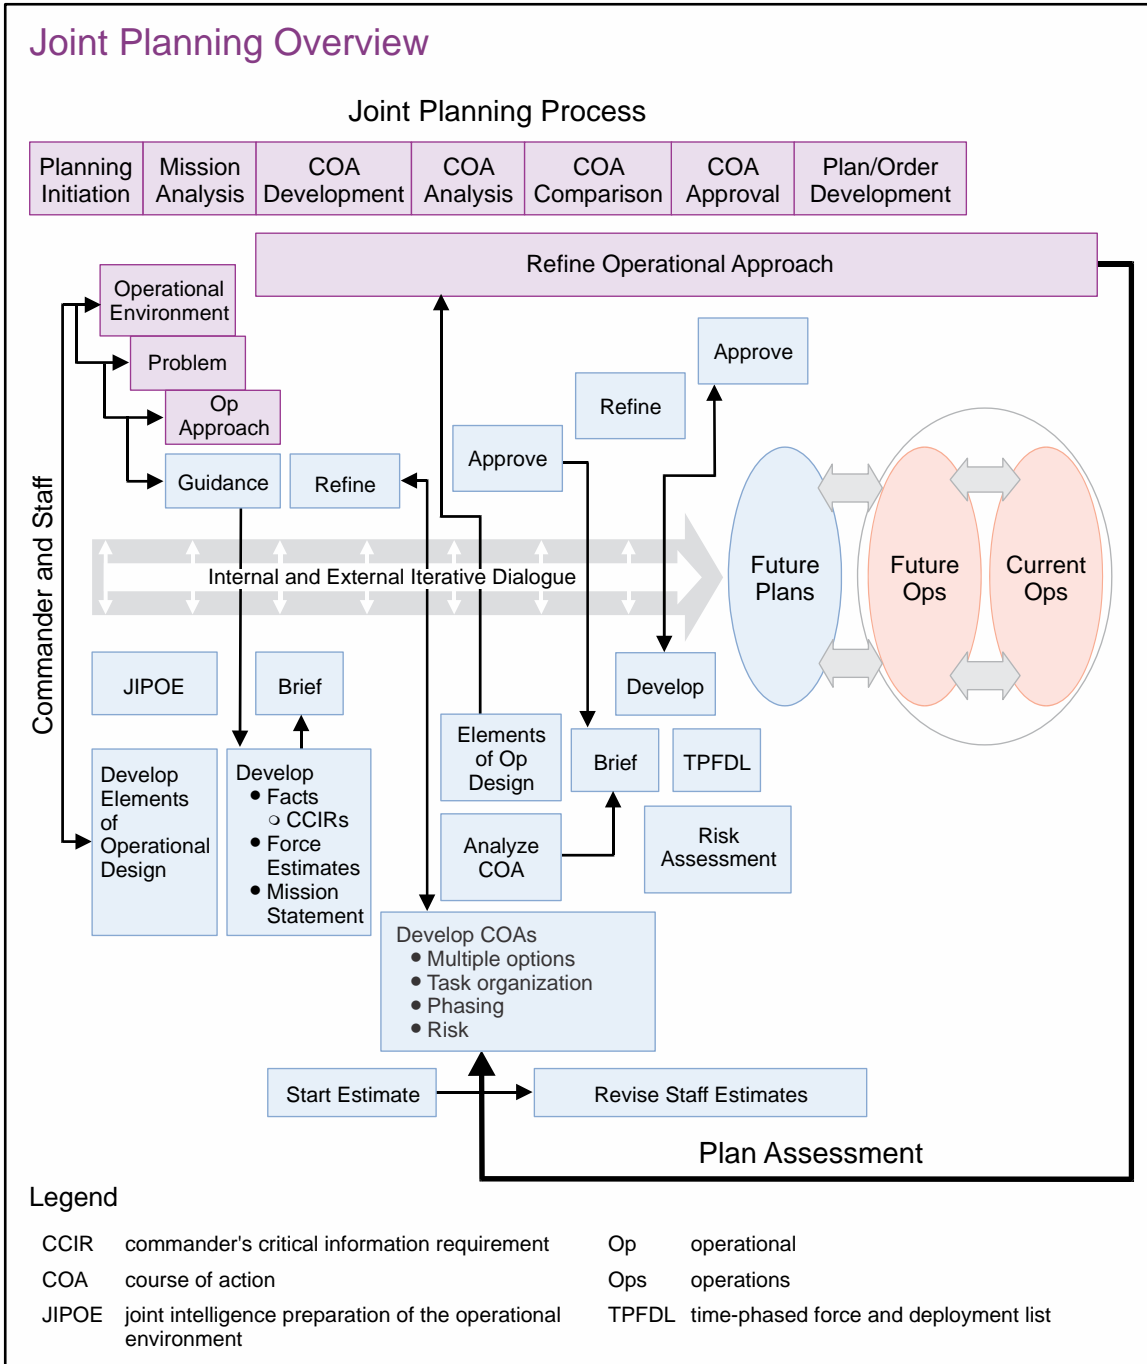 Joint Planning Overview
Joint Planning Process
Planning
Initiation
Mission
Analysis
COA
Development
COA
Analysis
COA
Comparison
COA
Approval
Plan/Order
Development
Refine Operational Approach
Operational
Environment
Problem
Op
Approach
Guidance
Refine
Approve
Refine
Approve
Commander and Staff
Internal and External Iterative Dialogue
Future
Plans
Future
Ops
Current
Ops
JIPOE
Brief
Develop
Elements
of
Operational
Design
Develop
• Facts
○ CCIRs
• Force
Estimates
• Mission
Statement
Elements
of Op
Design
Brief
Develop
TPFDL
Analyze
COA
Risk
Assessment
Develop COAs
• Multiple options
• Task organization
• Phasing
• Risk
Start Estimate
Revise Staff Estimates
Plan Assessment
Legend
CCIR commander's critical information requirement
COA course of action
JIPOE joint intelligence preparation of the operational
environment
Op operational
Ops operations
TPFDL time-phased force and deployment list